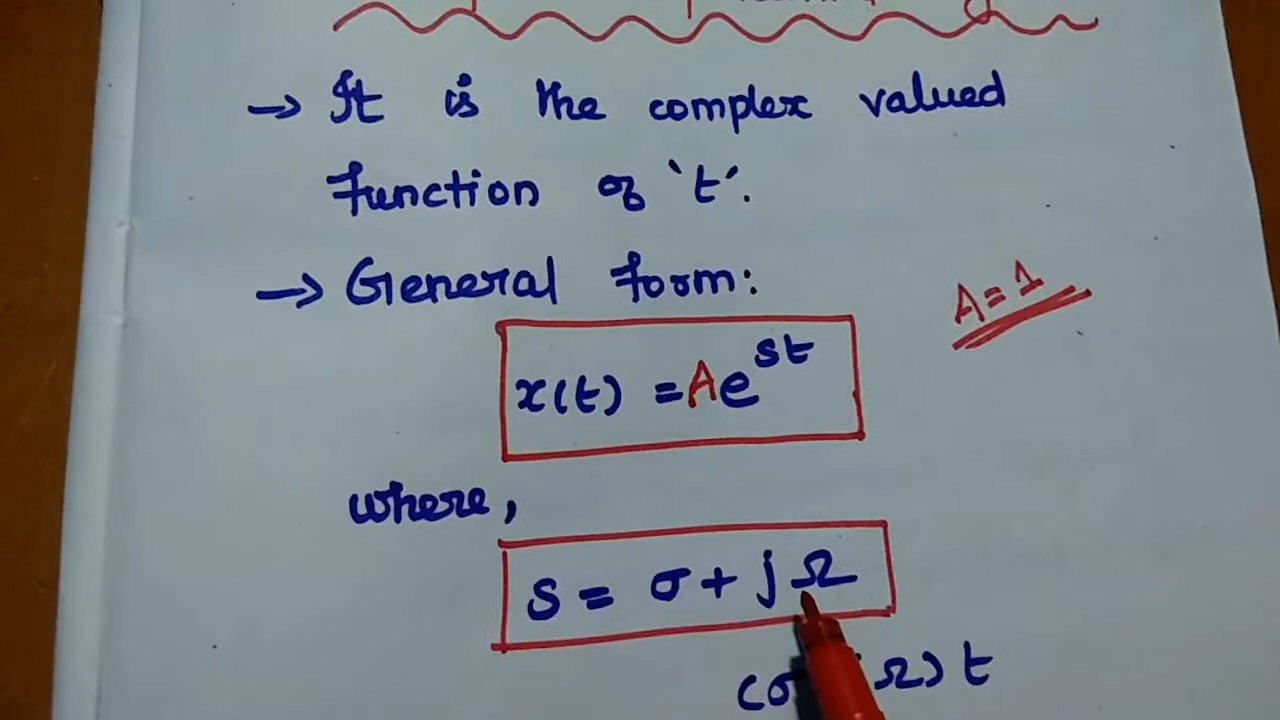 → It is the complex valued
function of 't'.
→ General form:
A=1
x(t) = Ae^st
where,
s = σ + jΩ
(σ Ω)t